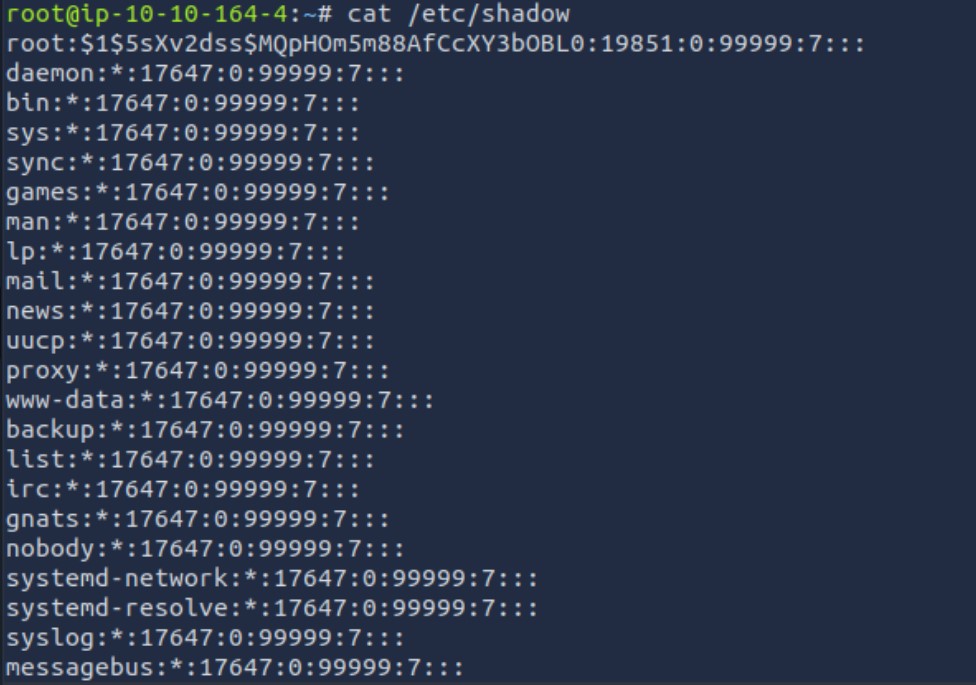 root@ip-10-10-164-4:~# cat /etc/shadow
root:$1$5sXv2dss$MQpHOm5m88AfCcXY3bOBL0:19851:0:99999:7:::
daemon:*:17647:0:99999:7:::
bin:*:17647:0:99999:7:::
sys:*:17647:0:99999:7:::
sync:*:17647:0:99999:7:::
games:*:17647:0:99999:7:::
man:*:17647:0:99999:7:::
lp:*:17647:0:99999:7:::
mail:*:17647:0:99999:7:::
news:*:17647:0:99999:7:::
uucp:*:17647:0:99999:7:::
proxy:*:17647:0:99999:7:::
www-data:*:17647:0:99999:7:::
backup:*:17647:0:99999:7:::
list:*:17647:0:99999:7:::
irc:*:17647:0:99999:7:::
gnats:*:17647:0:99999:7:::
nobody:*:17647:0:99999:7:::
systemd-network:*:17647:0:99999:7:::
systemd-resolve:*:17647:0:99999:7:::
syslog:*:17647:0:99999:7:::
messagebus:*:17647:0:99999:7:::